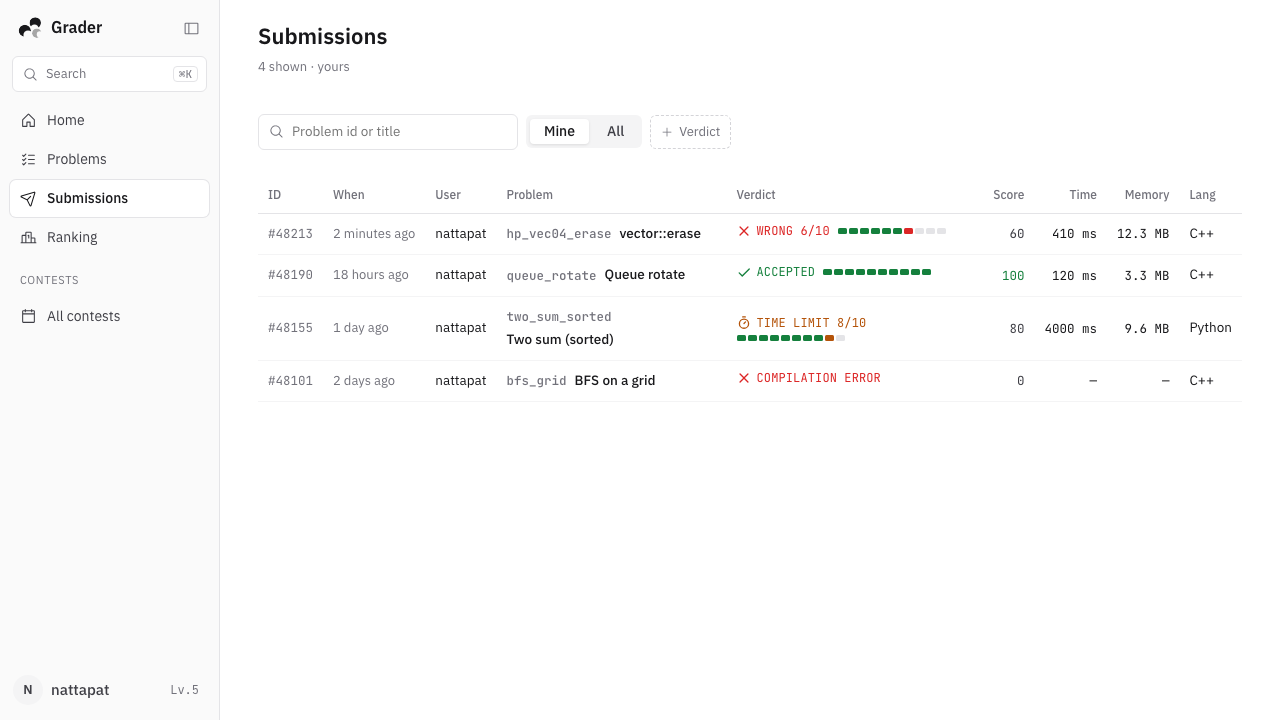 Grader
Search ⌘K
Home
Problems
Submissions
Ranking
CONTESTS
All contests
N nattapat Lv.5
Submissions
4 shown · yours
Problem id or title Mine All + Verdict
ID When User Problem Verdict Score Time Memory Lang
#48213 2 minutes ago nattapat hp_vec04_erase vector::erase WRONG 6/10 60 410 ms 12.3 MB C++
#48190 18 hours ago nattapat queue_rotate Queue rotate ACCEPTED 100 120 ms 3.3 MB C++
#48155 1 day ago nattapat two_sum_sorted Two sum (sorted) TIME LIMIT 8/10 80 4000 ms 9.6 MB Python
#48101 2 days ago nattapat bfs_grid BFS on a grid COMPILATION ERROR 0 — — C++